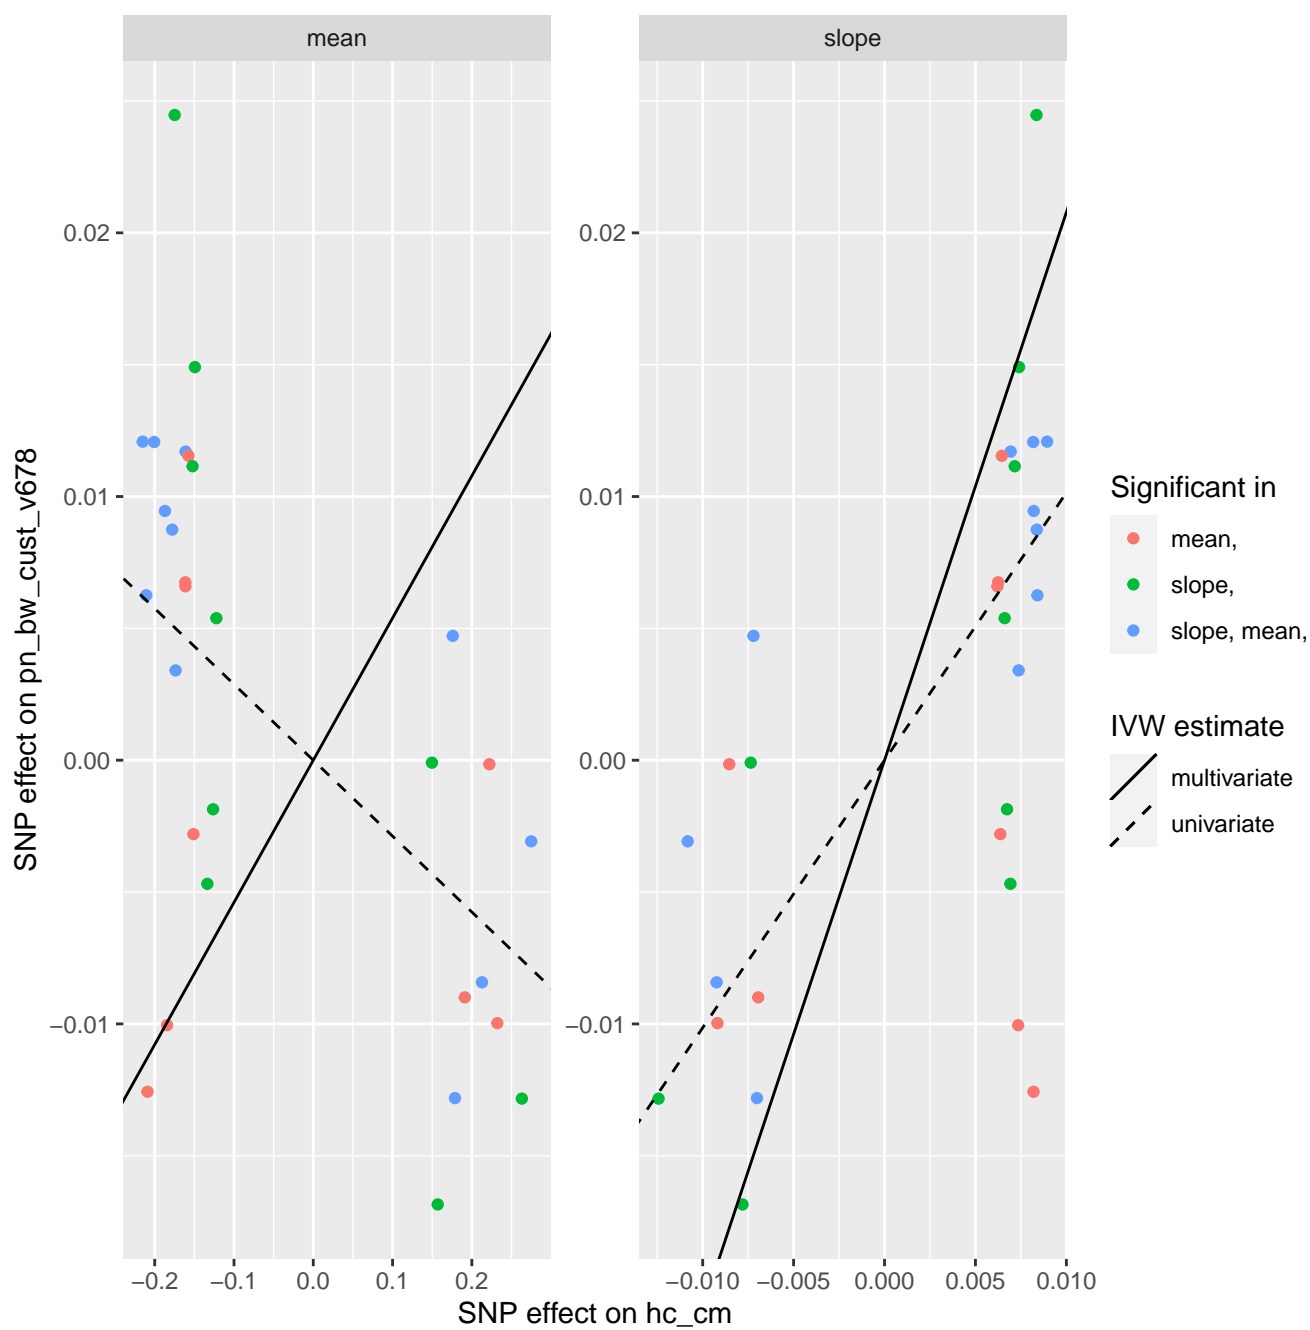 mean
slope
SNP effect on pn_bw_cust_v678
0.02
0.01
0.00
−0.01
0.02
0.01
0.00
−0.01
−0.2
−0.1
0.0
0.1
0.2
−0.010
−0.005
0.000
0.005
0.010
SNP effect on hc_cm
Significant in
mean,
slope,
slope, mean,
IVW estimate
multivariate
univariate